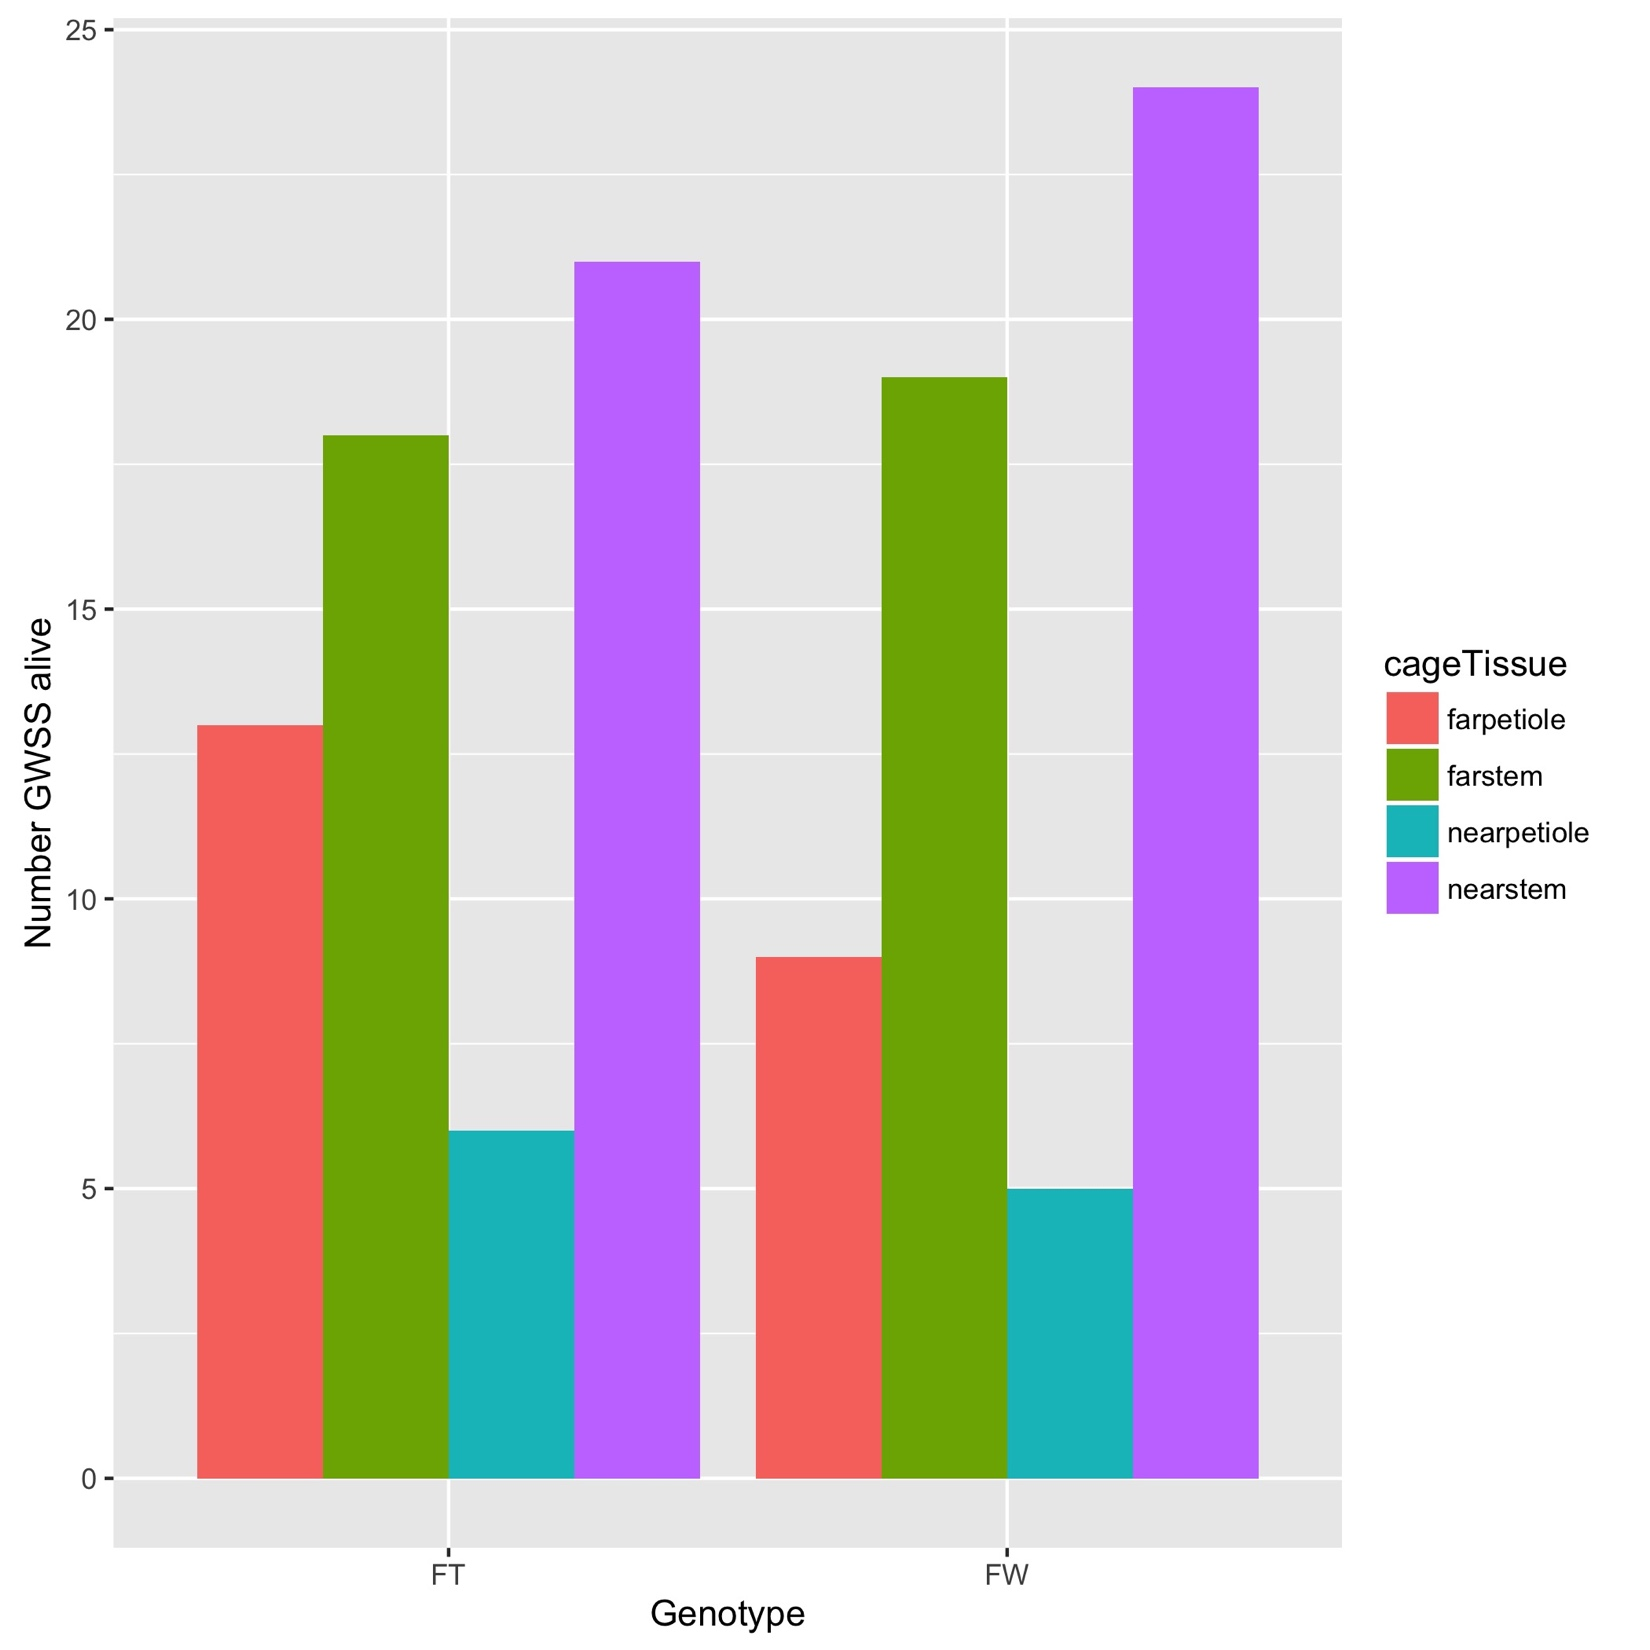 Number GWSS alive
25
20
15
10
5
0
FT
FW
Genotype
cageTissue
farpetiole
farstem
nearpetiole
nearstem